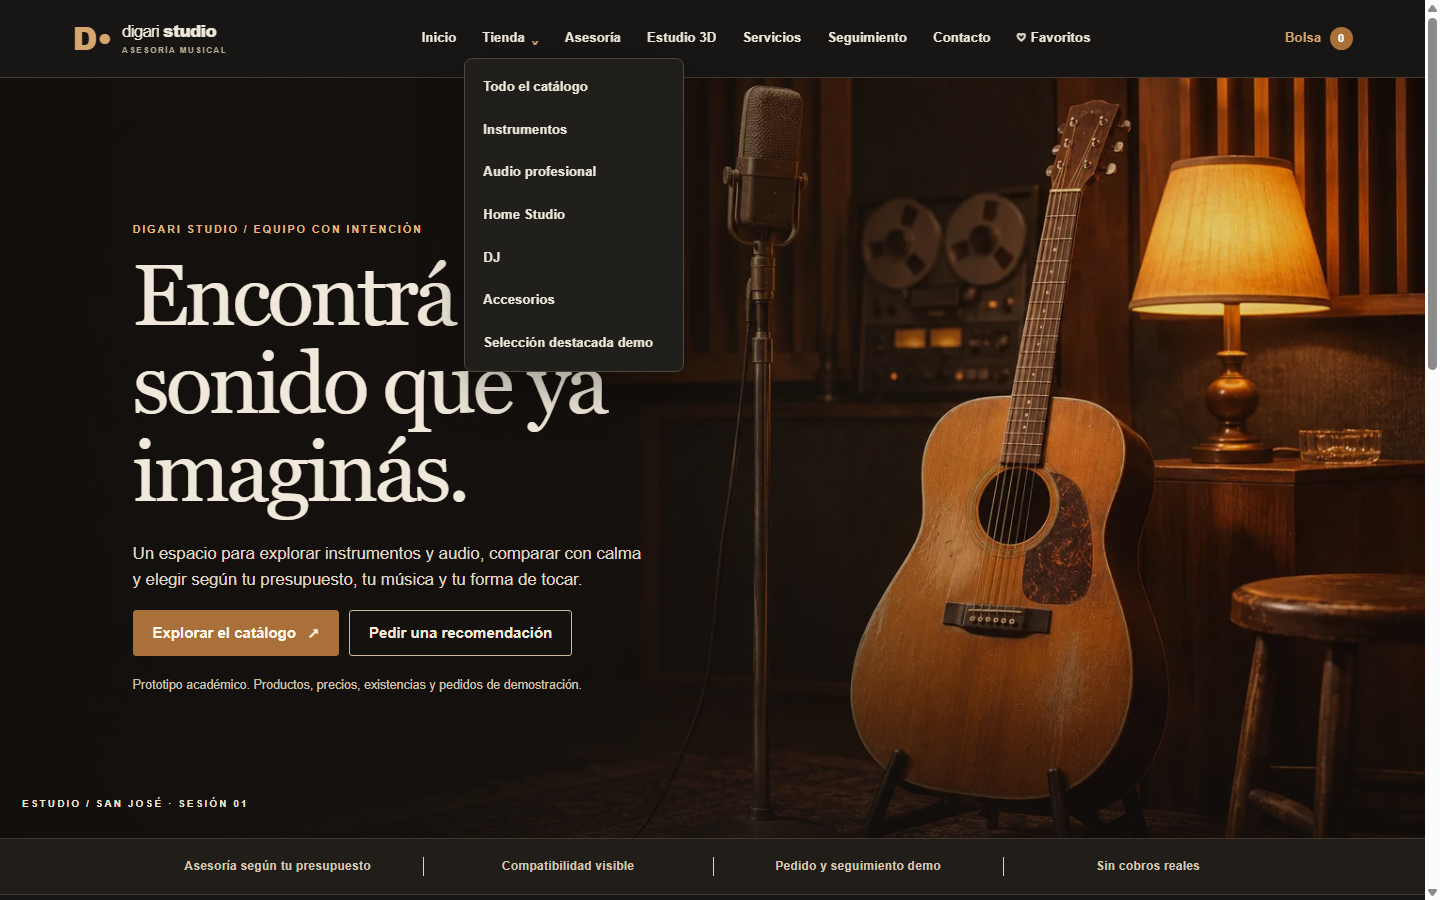 D•
digari studio
ASESORÍA MUSICAL
Inicio
Tienda
Asesoría
Estudio 3D
Servicios
Seguimiento
Contacto
♡ Favoritos
Bolsa 0
Todo el catálogo
Instrumentos
Audio profesional
Home Studio
DJ
Accesorios
Selección destacada demo
DIGARI STUDIO / EQUIPO CON INTENCIÓN
Encontrá
sonido que ya
imaginás.
Un espacio para explorar instrumentos y audio, comparar con calma
y elegir según tu presupuesto, tu música y tu forma de tocar.
Explorar el catálogo ↗
Pedir una recomendación
Prototipo académico. Productos, precios, existencias y pedidos de demostración.
ESTUDIO / SAN JOSÉ · SESIÓN 01
Asesoría según tu presupuesto
Compatibilidad visible
Pedido y seguimiento demo
Sin cobros reales